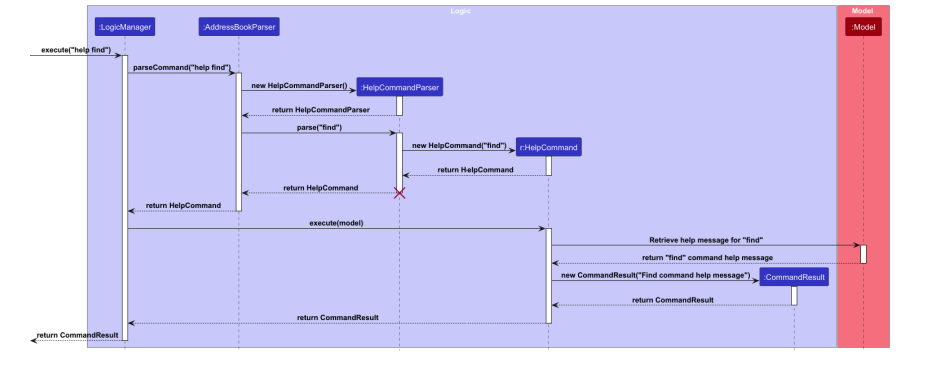 Logic
Model
:LogicManager
:AddressBookParser
:Model
execute("help find")
parseCommand("help find")
new HelpCommandParser()
:HelpCommandParser
return HelpCommandParser
parse("find")
new HelpCommand("find")
r:HelpCommand
return HelpCommand
return HelpCommand
return HelpCommand
execute(model)
Retrieve help message for "find"
return "find" command help message
new CommandResult("Find command help message")
:CommandResult
return CommandResult
return CommandResult
return CommandResult